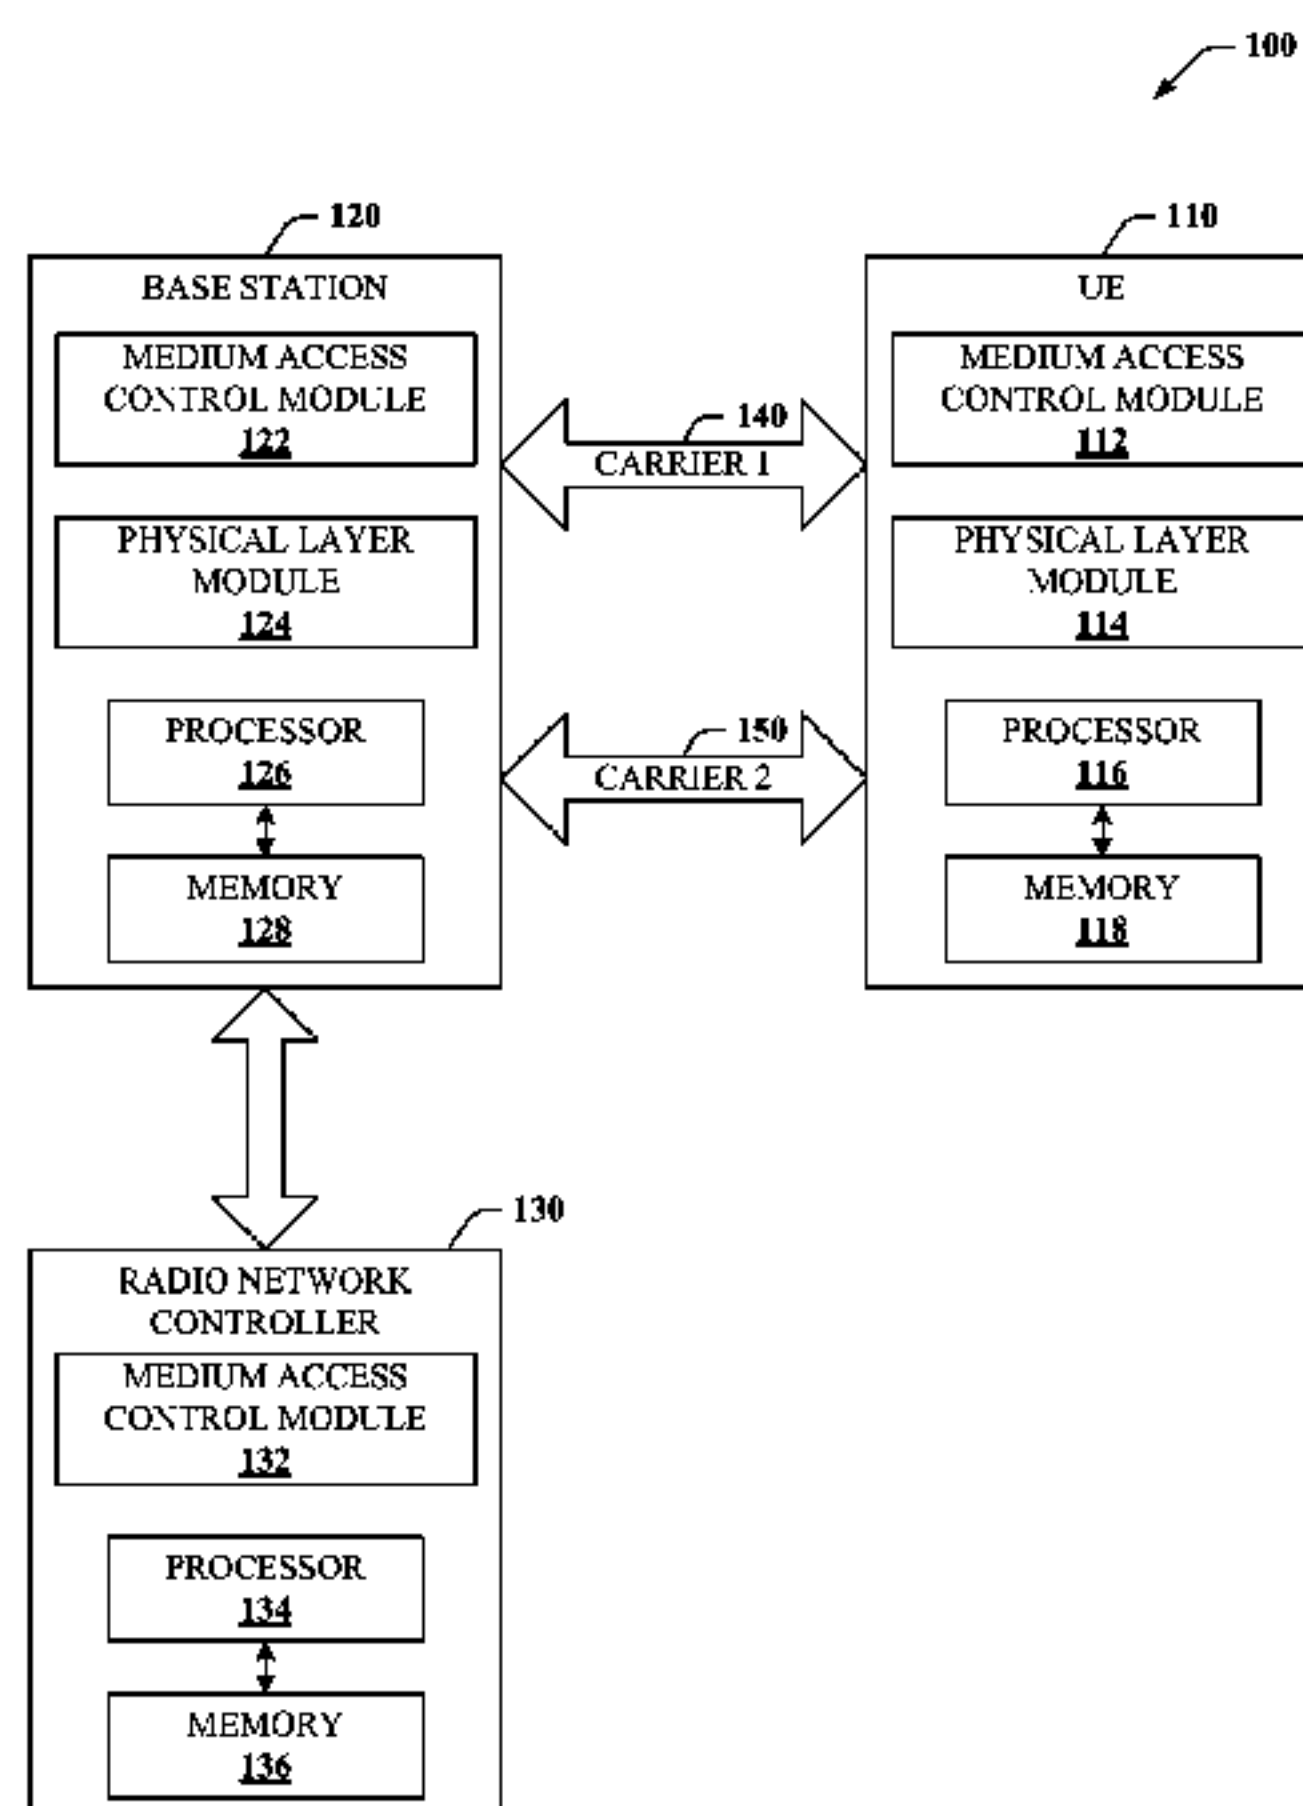 100
120
BASE STATION
MEDIUM ACCESS
CONTROL MODULE
122
PHYSICAL LAYER
MODULE
124
PROCESSOR
126
MEMORY
128
140
CARRIER 1
150
CARRIER 2
110
UE
MEDIUM ACCESS
CONTROL MODULE
112
PHYSICAL LAYER
MODULE
114
PROCESSOR
116
MEMORY
118
130
RADIO NETWORK
CONTROLLER
MEDIUM ACCESS
CONTROL MODULE
132
PROCESSOR
134
MEMORY
136